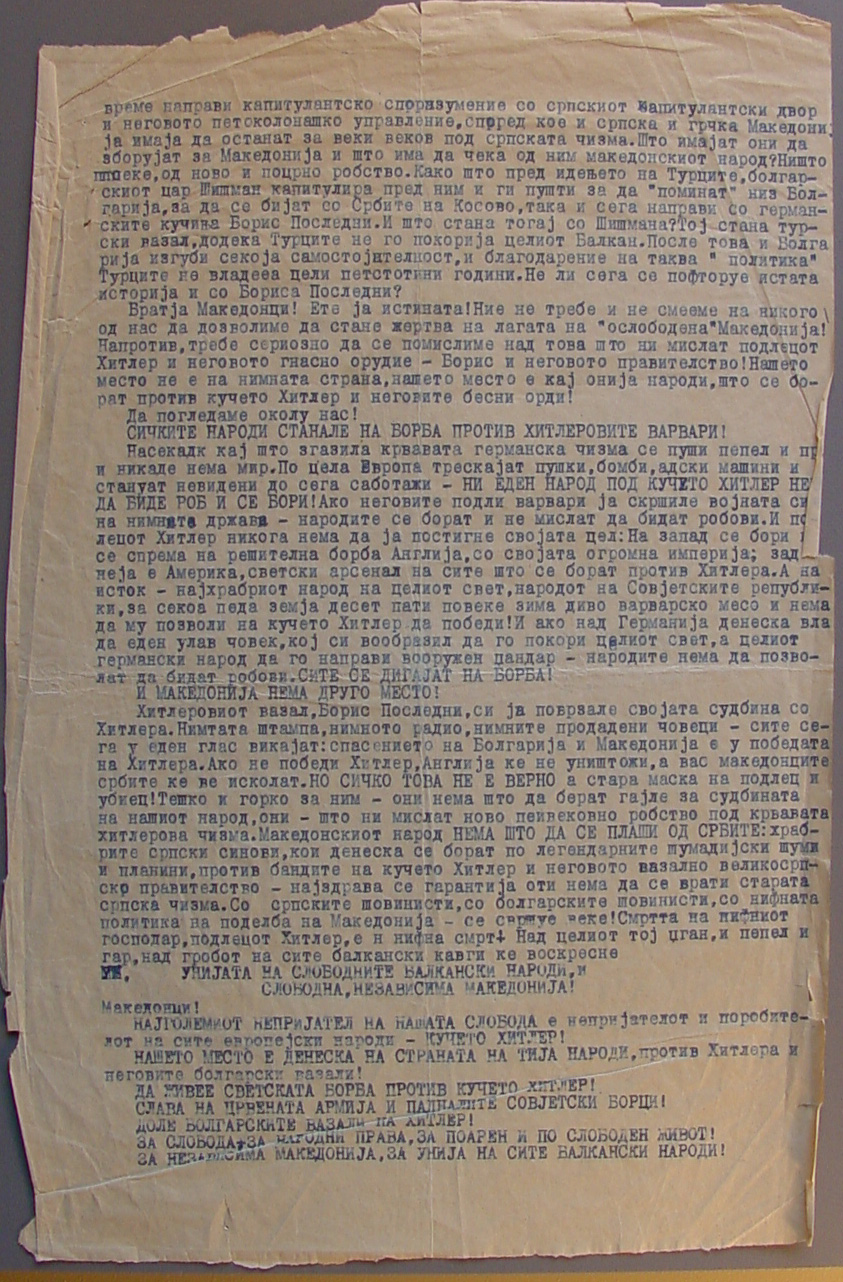 време направи капитулантско споразумение со српскиот капитулантски двор
и неговото петоколонашко управление,според кое и српска и грчка Македони
ја имаја да останат за веки веков под српската чизма.Што имајат они да
зборујат за Македонија и што има да чека од ним македонскиот народ?Ништо
повеке,од ново и поцрно робство.Како што пред идењето на Турците,болгар-
скиот цар Шишман капитулира пред ним и ги пушти за да "поминат" низ Бол-
гарија,за да се бијат со Србите на Косово,така и сега направи со герман-
ските кучиња Борис Последни.И што стана тогај со Шишмана?Тој стана тур-
ски вазал,додека Турците не го покорија целиот Балкан.После това и Болга
рија изгуби секоја самостојителност,и благодарение на таква " политика"
Турците не владееа цели петстотини години.Не ли сега се пофторуе истата
историја и со Бориса Последни?
Братја Македонци! Ете ја истината!Ние не требе и не смееме на никого
од нас да дозволиме да стане жертва на лагата на "ослободена"Македонија!
Напротив,требе сериозно да се помислиме над това што ни мислат подлецот
Хитлер и неговото гнасно орудие - Борис и неговото правителство!Нашето
место не е на нимната страна,нашето место е кај онија народи,што се бо-
рат против кучето Хитлер и неговите бесни орди!
Да погледаме околу нас!
СИЧКИТЕ НАРОДИ СТАНАЛЕ НА БОРБА ПРОТИВ ХИТЛЕРОВИТЕ ВАРВАРИ!
Насекадк кај што згазила крвавата германска чизма се пуши пепел и
и никаде нема мир.По цела Европа трескајат пушки,бомби,адски машини и
стануат невидени до сега саботажи - НИ ЕДЕН НАРОД ПОД КУЧЕТО ХИТЛЕР НЕ
ДА БИДЕ РОБ И СЕ БОРИ!Ако неговите подли варвари ја скршиле војната си
на нимната држава - народите се борат и не мислат да бидат робови.И
лецот Хитлер никога нема да ја постигне својата цел:На запад се бори
се спрема на решителна борба Англија,со својата огромна империја; зад
неја е Америка,светски арсенал на сите што се борат против Хитлера.А на
исток - најхрабриот народ на целиот свет,народот на Совјетските републи-
ки,за секоа педа земја десет пати повеке зима диво варварско месо и нема
да му позволи на кучето Хитлер да победи!И ако над Германија денеска вла
да еден улав човек,кој си вообразил да го покори целиот свет,а целиот
германски народ да го направи вооружен џандар - народите нема да позво-
лат да бидат робови.СИТЕ СЕ ДИГАЈАТ НА БОРБА!
И МАКЕДОНИЈА НЕМА ДРУГО МЕСТО!
Хитлеровиот вазал,Борис Последни,си ја поврзале својата судбина со
Хитлера.Нимтата штампа,нимното радио,нимните продадени човеци - сите се-
га у еден глас викајат:спасението на Болгарија и Македонија е у победата
на Хитлера.Ако не победи Хитлер,Англија ке не уништожи,а вас македонците
србите ке ве исколат.НО СИЧКО ТОВА НЕ Е ВЕРНО а стара маска на подлец и
убиец!Тешко и горко за ним - они нема што да берат гајле за судбината
на нашиот народ,они - што ни мислат ново пеивековно робство под крвавата
хитлерова чизма.Македонскиот народ НЕМА ШТО ДА СЕ ПЛАШИ ОД СРБИТЕ:храб-
рите српски синови,кои денеска се борат по легендарните шумадијски шуми
и планини,против бандите на кучето Хитлер и неговото вазално великосрп-
ско правителство - најздрава се гарантија оти нема да се врати старата
српска чизма.Со српските шовинисти,со болгарските шовинисти,со нифната
политика на поделба на Македонија - се свршуе веке!Смртта на нифниот
господар,подлецот Хитлер,е н нифна смрт! Над целиот тој џган,и пепел и
гар,над гробот на сите балкански кавги ке воскресне
УНИЈАТА НА СЛОБОДНИТЕ БАЛКАНСКИ НАРОДИ,и
СЛОБОДНА,НЕЗАВИСИМА МАКЕДОНИЈА!
Македонци!
НАЈГОЛЕМИОТ НЕПРИЈАТЕЛ НА НАШАТА СЛОБОДА е непријателот и поробите-
лот на сите европејски народи - КУЧЕТО ХИТЛЕР!
НАШЕТО МЕСТО Е ДЕНЕСКА НА СТРАНАТА НА ТИЈА НАРОДИ,против Хитлера и
неговите болгарски вазали!
ДА ЖИВЕЕ СВЕТСКАТА БОРБА ПРОТИВ КУЧЕТО ХИТЛЕР!
СЛАВА НА ЦРВЕНАТА АРМИЈА И ПАДНАЛИТЕ СОВЈЕТСКИ БОРЦИ!
ДОЛЕ БОЛГАРСКИТЕ ВАЗАЛИ НА ХИТЛЕР!
ЗА СЛОБОДА,ЗА НАРОДНИ ПРАВА,ЗА ПОАРЕН И ПО СЛОБОДЕН ЖИВОТ!
ЗА НЕЗАВИСИМА МАКЕДОНИЈА,ЗА УНИЈА НА СИТЕ БАЛКАНСКИ НАРОДИ!